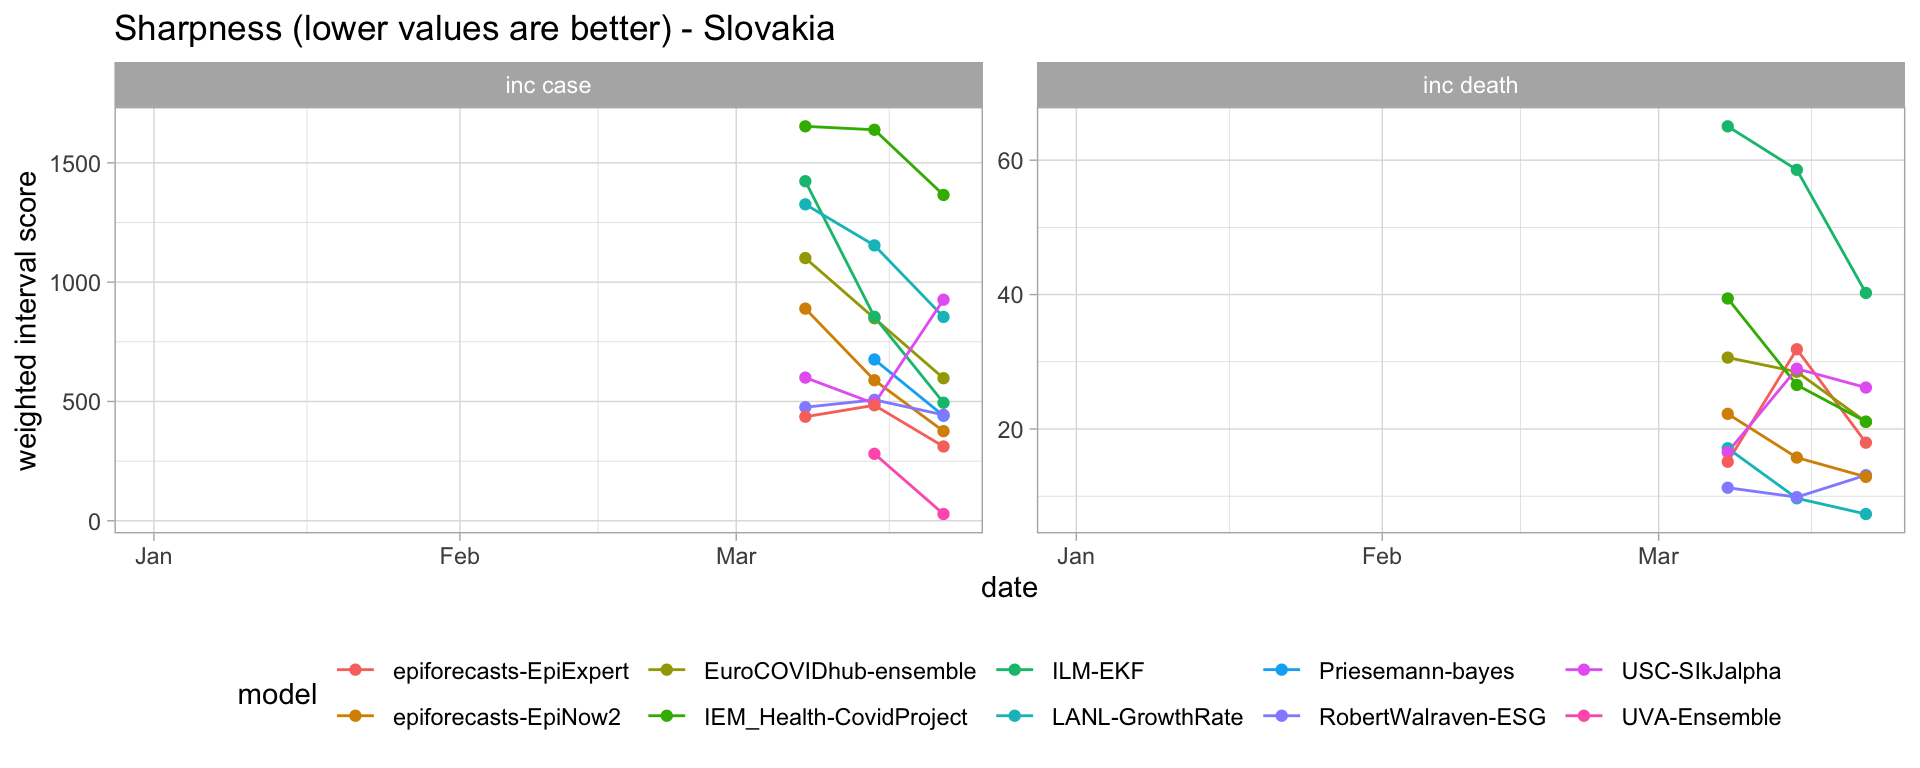 Sharpness (lower values are better) - Slovakia
inc case
inc death
weighted interval score
1500
1000
500
0
60
40
20
Jan
Feb
Mar
Jan
Feb
Mar
date
model
epiforecasts-EpiExpert
EuroCOVIDhub-ensemble
ILM-EKF
Priesemann-bayes
USC-SIkJalpha
epiforecasts-EpiNow2
IEM_Health-CovidProject
LANL-GrowthRate
RobertWalraven-ESG
UVA-Ensemble